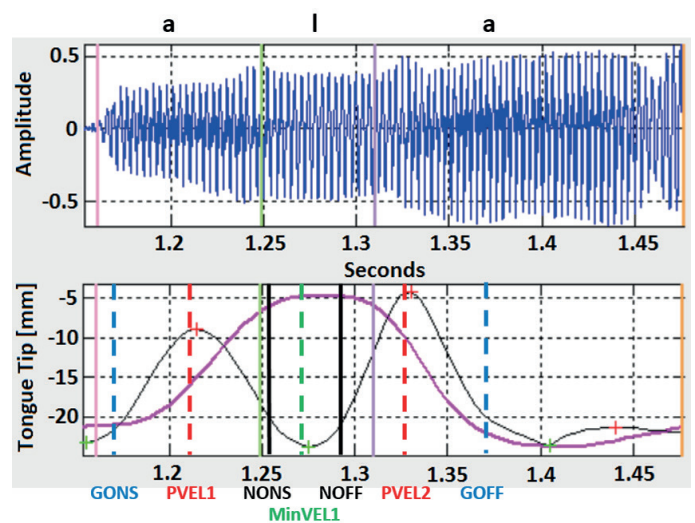 a l a
Amplitude
0.5
0
-0.5
1.2 1.25 1.3 1.35 1.4 1.45
Seconds
Tongue Tip [mm]
-5
-10
-15
-20
1.2 1.25 1.3 1.35 1.4 1.45
GONS PVEL1 NONS NOFF PVEL2 GOFF
MinVEL1